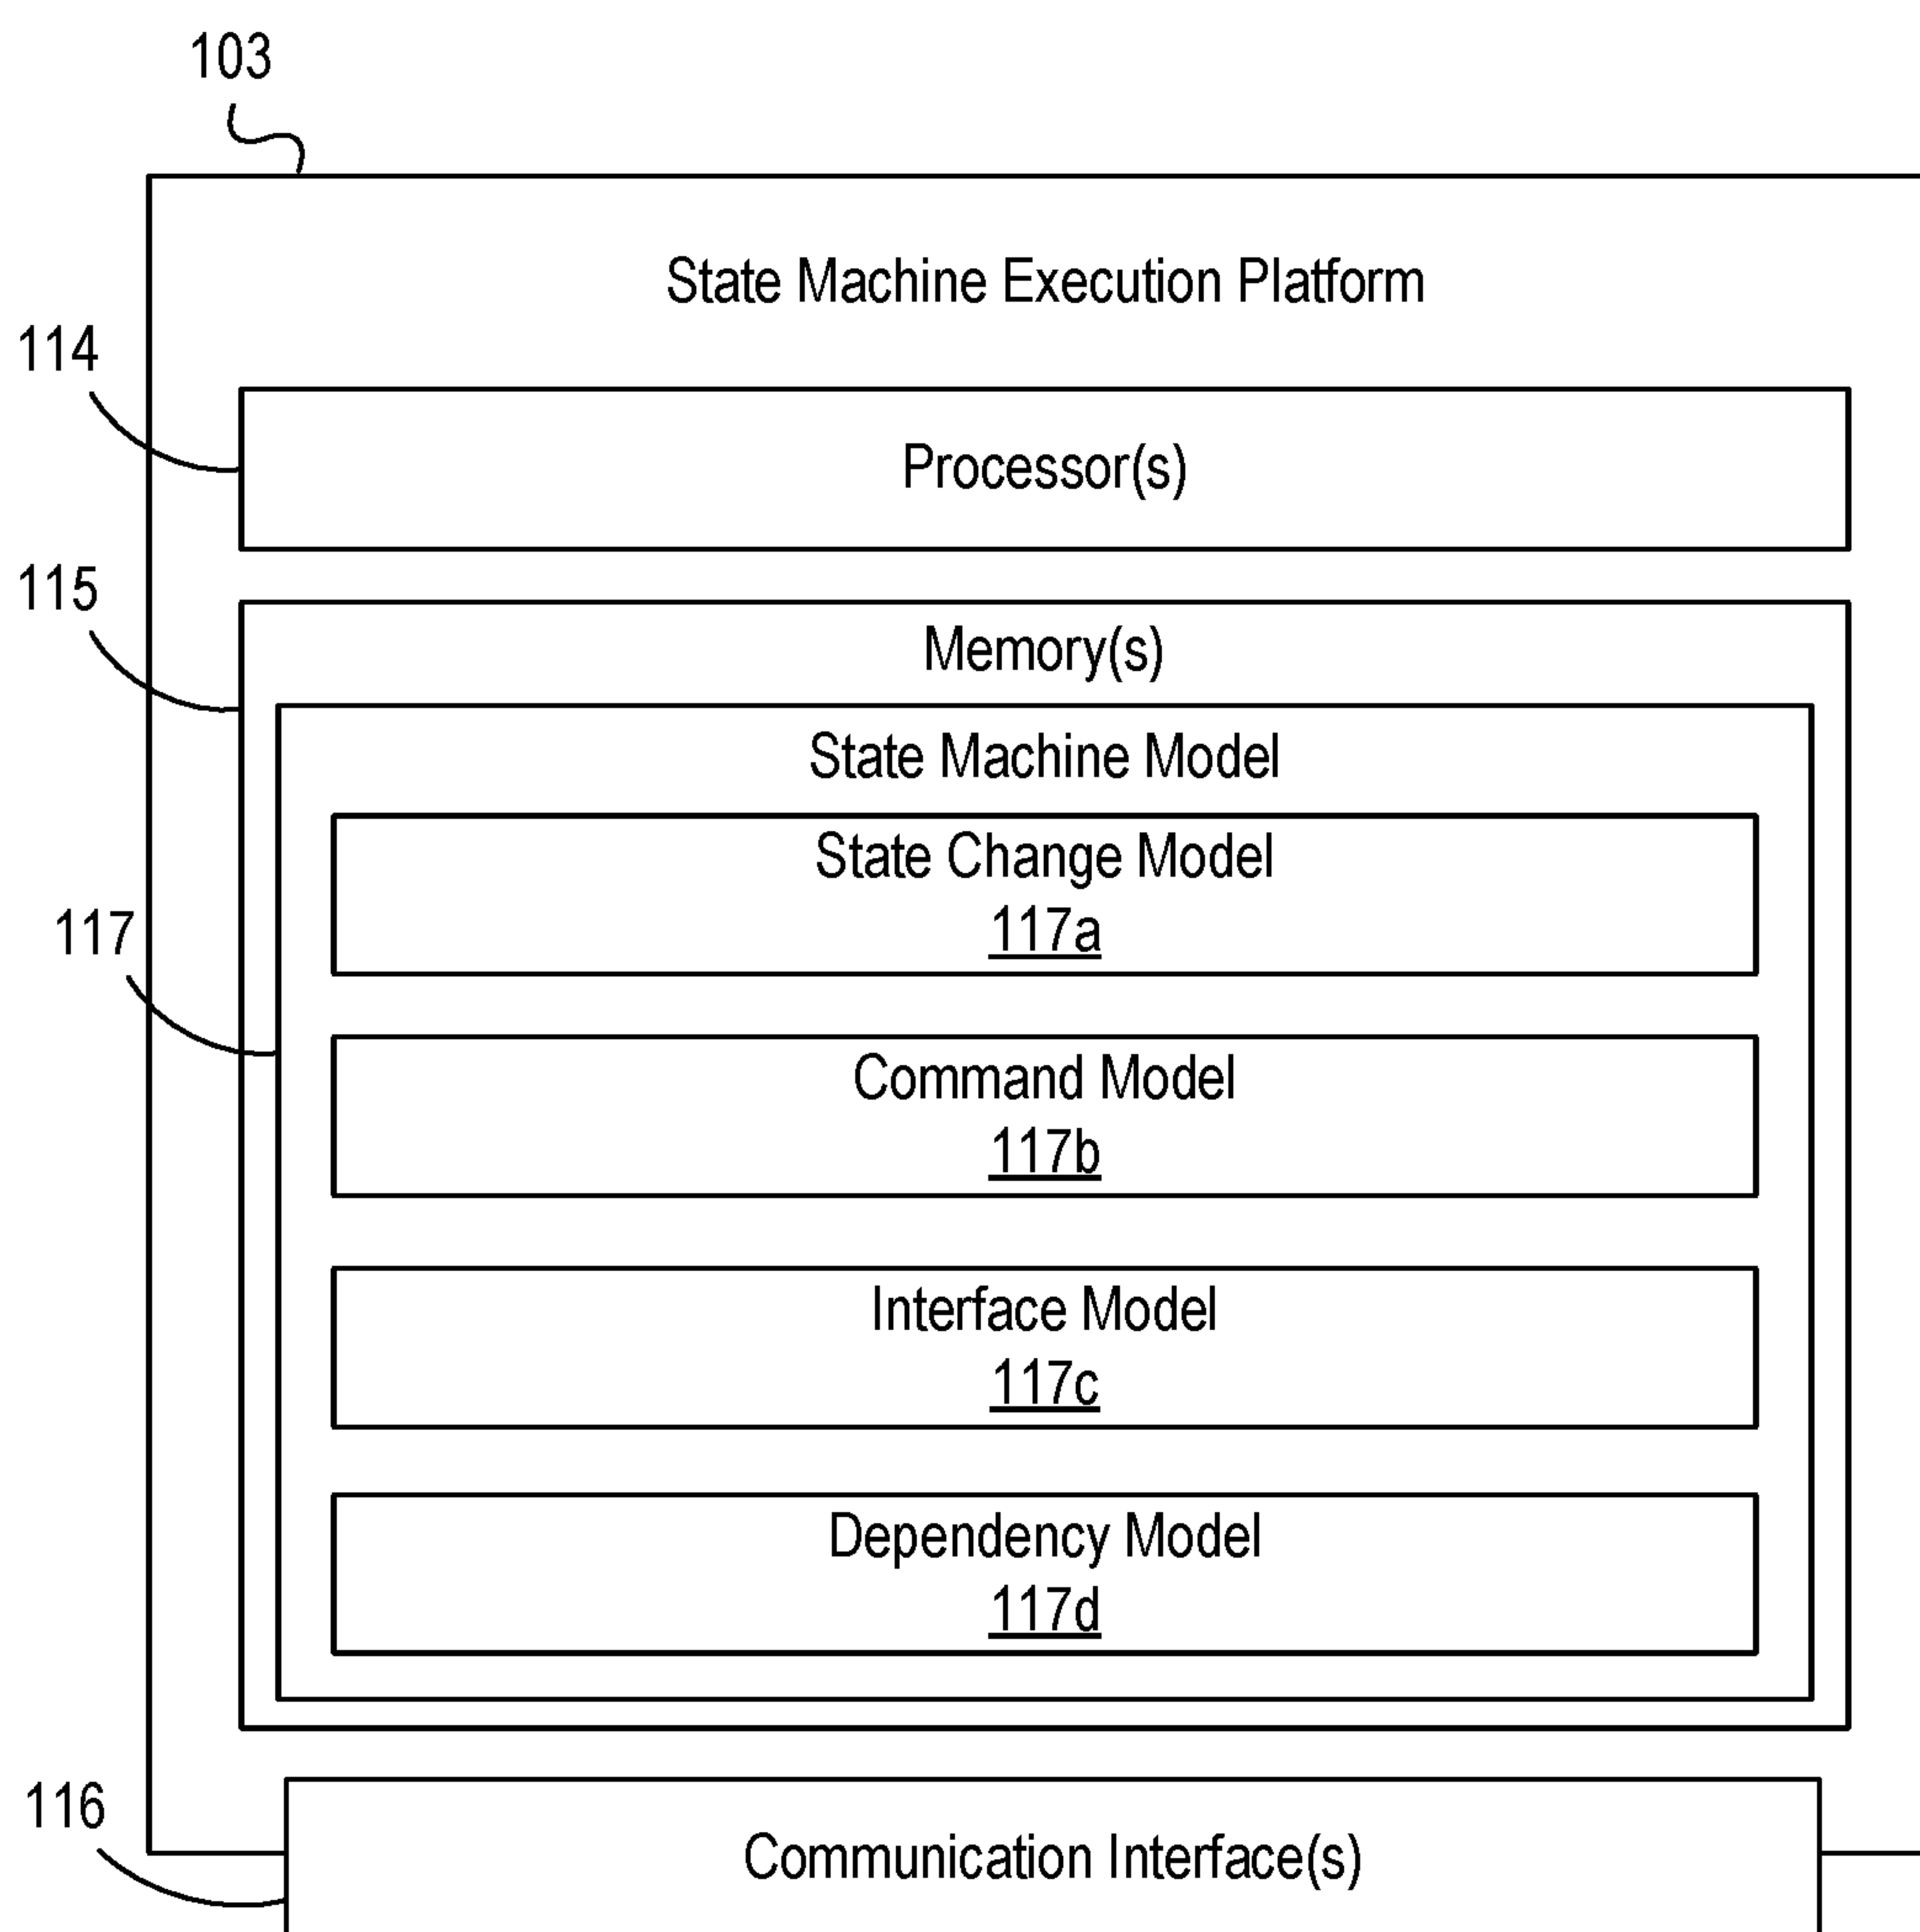 103
State Machine Execution Platform
114
Processor(s)
115
Memory(s)
State Machine Model
State Change Model
117a
117
Command Model
117b
Interface Model
117c
Dependency Model
117d
116
Communication Interface(s)